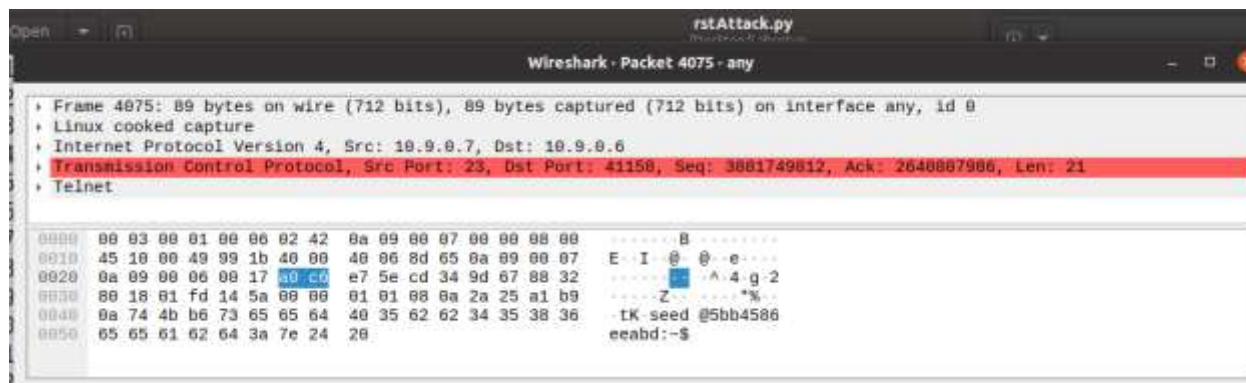 Open
rstAttack.py
Wireshark · Packet 4075 · any
Frame 4075: 89 bytes on wire (712 bits), 89 bytes captured (712 bits) on interface any, id 0
Linux cooked capture
Internet Protocol Version 4, Src: 10.9.0.7, Dst: 10.9.0.6
Transmission Control Protocol, Src Port: 23, Dst Port: 41158, Seq: 3881749812, Ack: 2640807986, Len: 21
Telnet
0000 00 03 00 01 00 06 02 42 0a 09 00 07 00 00 08 00 ·······B ········
0010 45 10 00 49 99 1b 40 00 40 06 8d 65 0a 09 00 07 E··I··@· @··e····
0020 0a 09 00 06 00 17 a0 c6 e7 5e cd 34 9d 67 88 32 ········ ·^·4·g·2
0030 80 18 01 fd 14 5a 00 00 01 01 08 0a 2a 25 a1 b9 ·····Z·· ····*%··
0040 0a 74 4b b6 73 65 65 64 40 35 62 62 34 35 38 36 ·tK·seed @5bb4586
0050 65 65 61 62 64 3a 7e 24 20 eeabd:~$